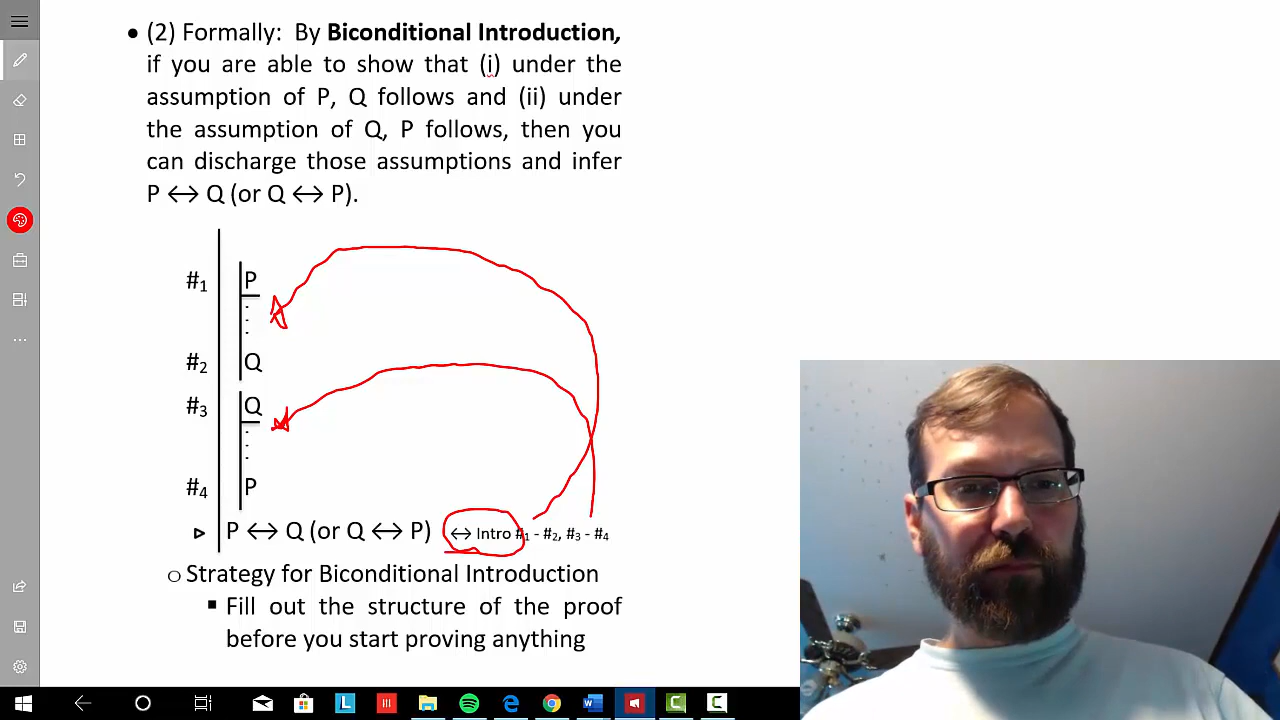 ● (2) Formally: By Biconditional Introduction,
if you are able to show that (i) under the
assumption of P, Q follows and (ii) under
the assumption of Q, P follows, then you
can discharge those assumptions and infer
P ↔ Q (or Q ↔ P).
#₁ P
⋮
#₂ Q
#₃ Q
⋮
#₄ P
▷ P ↔ Q (or Q ↔ P) ↔ Intro #₁ - #₂, #₃ - #₄
○ Strategy for Biconditional Introduction
▪ Fill out the structure of the proof
before you start proving anything